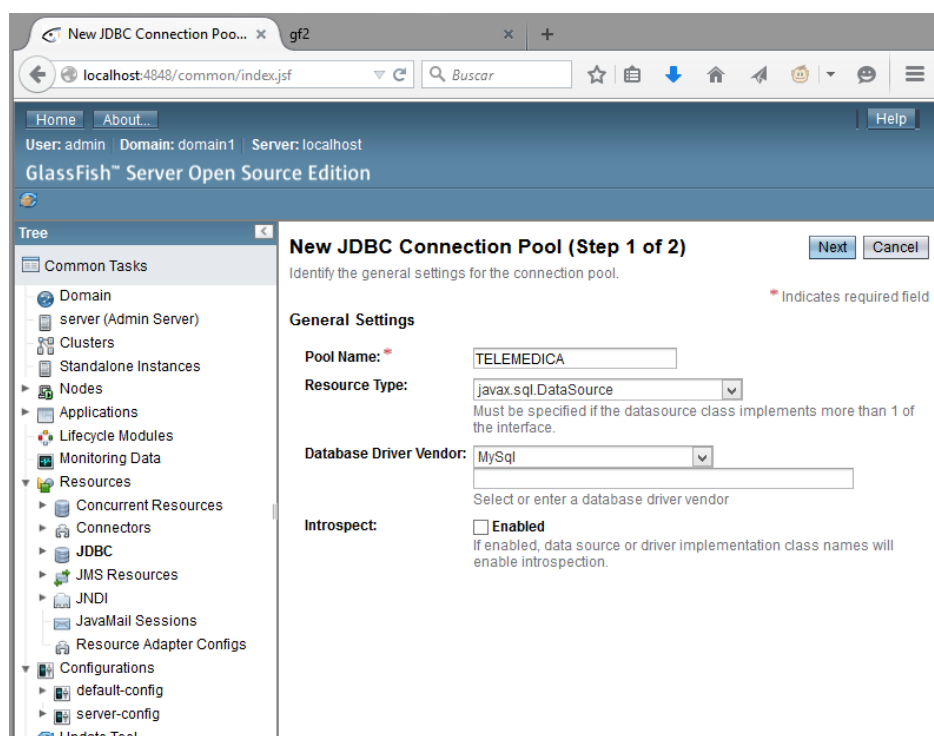 New JDBC Connection Poo... ×
gf2 × +
localhost:4848/common/index.jsf
Buscar
Home About... Help
User: admin Domain: domain1 Server: localhost
GlassFish™ Server Open Source Edition
Tree
Common Tasks
Domain
server (Admin Server)
Clusters
Standalone Instances
Nodes
Applications
Lifecycle Modules
Monitoring Data
Resources
Concurrent Resources
Connectors
JDBC
JMS Resources
JNDI
JavaMail Sessions
Resource Adapter Configs
Configurations
default-config
server-config
Update Tool
New JDBC Connection Pool (Step 1 of 2)
Next Cancel
Identify the general settings for the connection pool.
* Indicates required field
General Settings
Pool Name: * TELEMEDICA
Resource Type: javax.sql.DataSource
Must be specified if the datasource class implements more than 1 of
the interface.
Database Driver Vendor: MySql
Select or enter a database driver vendor
Introspect: Enabled
If enabled, data source or driver implementation class names will
enable introspection.